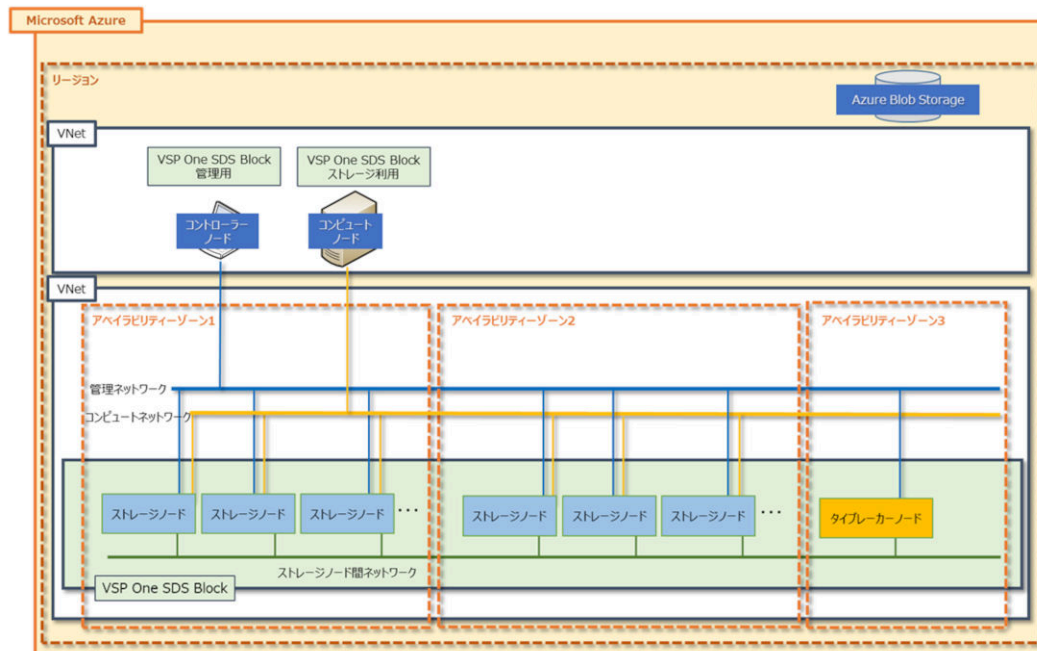 Microsoft Azure
リージョン
Azure Blob Storage
VNet
VSP One SDS Block
管理用
VSP One SDS Block
ストレージ利用
コントローラー
ノード
コンピュート
ノード
VNet
アベイラビリティーゾーン1
アベイラビリティーゾーン2
アベイラビリティーゾーン3
管理ネットワーク
コンピュートネットワーク
ストレージノード
ストレージノード
ストレージノード
・・・
ストレージノード
ストレージノード
ストレージノード
・・・
タイブレーカーノード
ストレージノード間ネットワーク
VSP One SDS Block